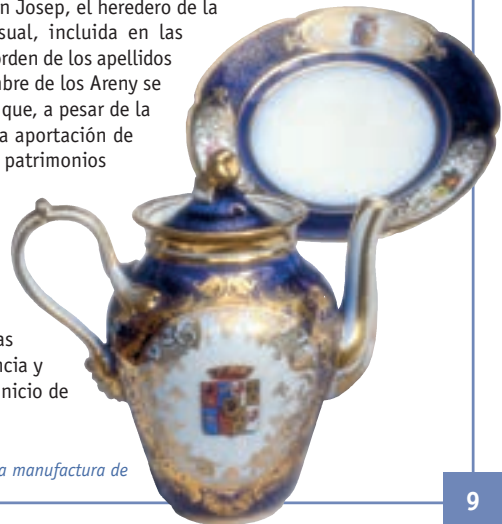 n Josep, el heredero de la
sual, incluida en las
orden de los apellidos
nbre de los Areny se
que, a pesar de la
a aportación de
patrimonios
as
ncia y
nicio de
a manufactura de
9